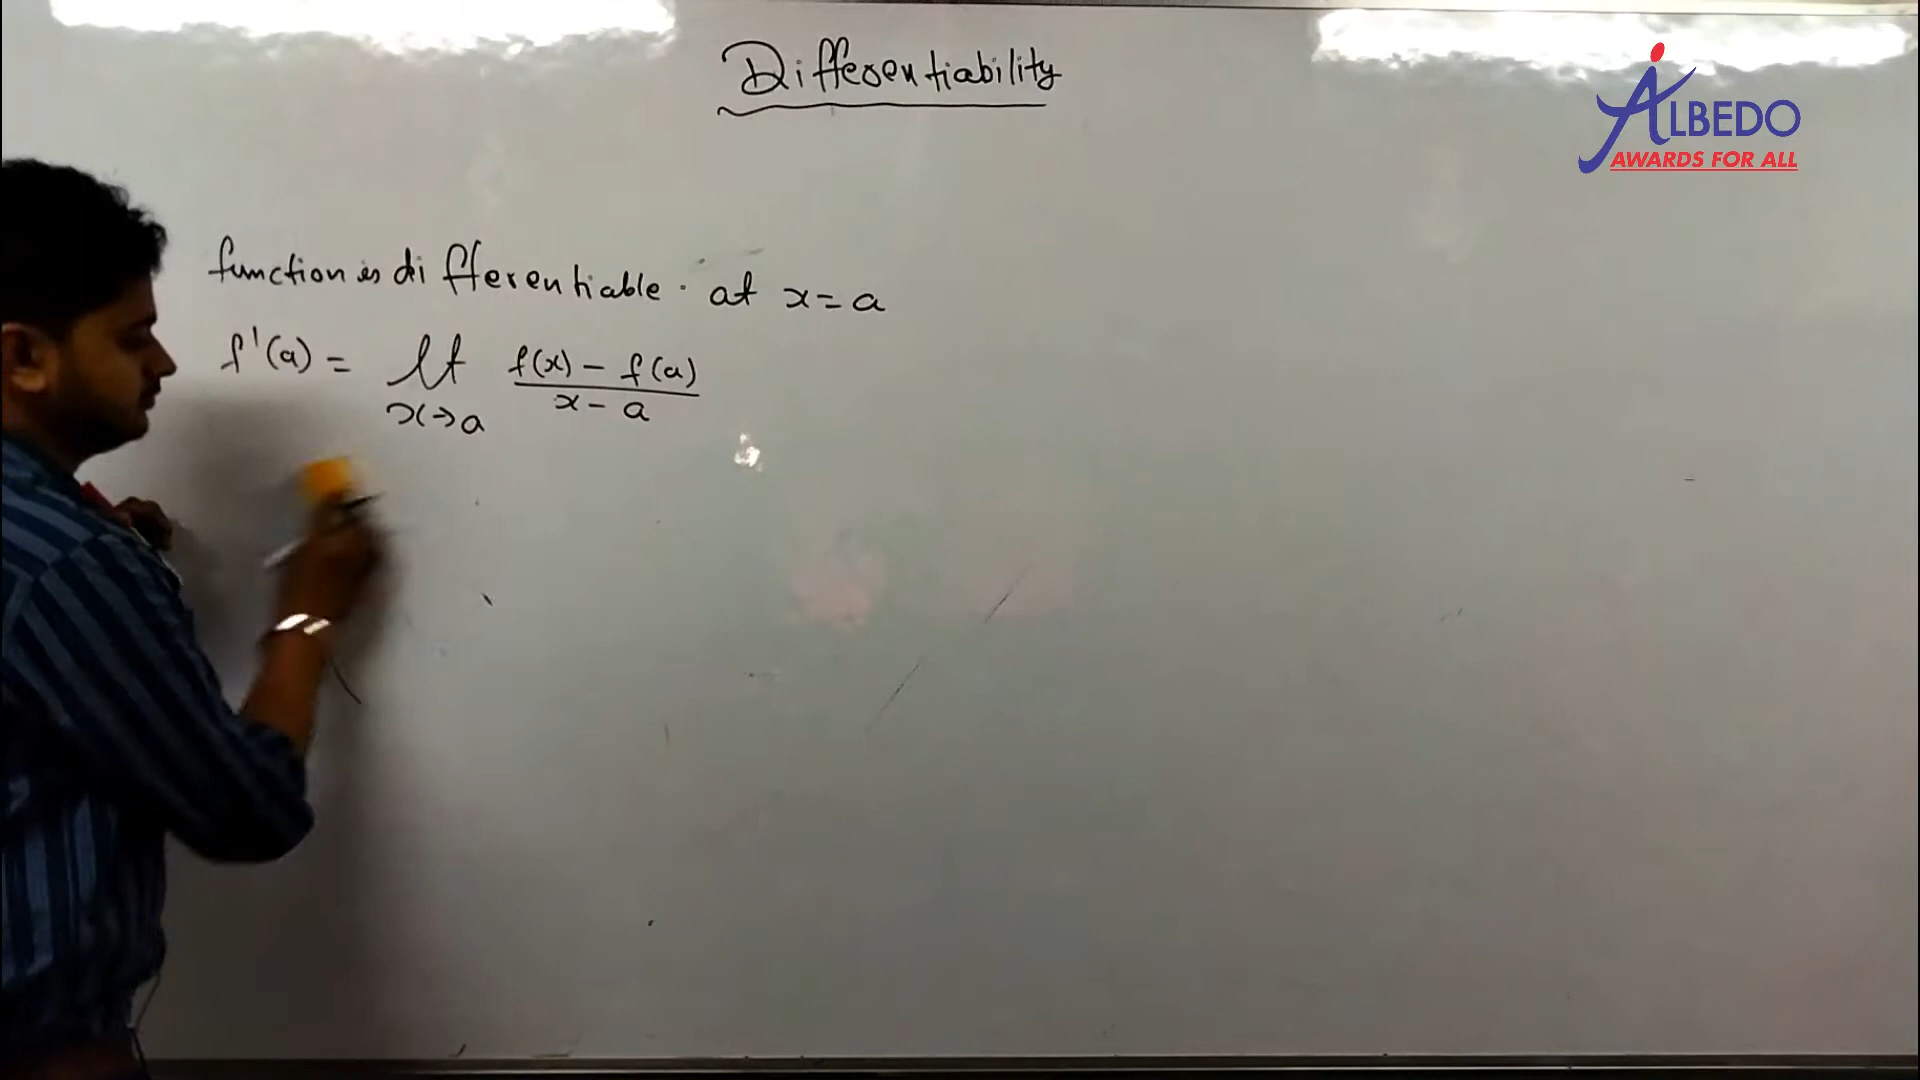 Differentiability
ALBEDO
AWARDS FOR ALL
function is differentiable. at x = a
f'(a) = lt f(x) - f(a)
x→a x - a